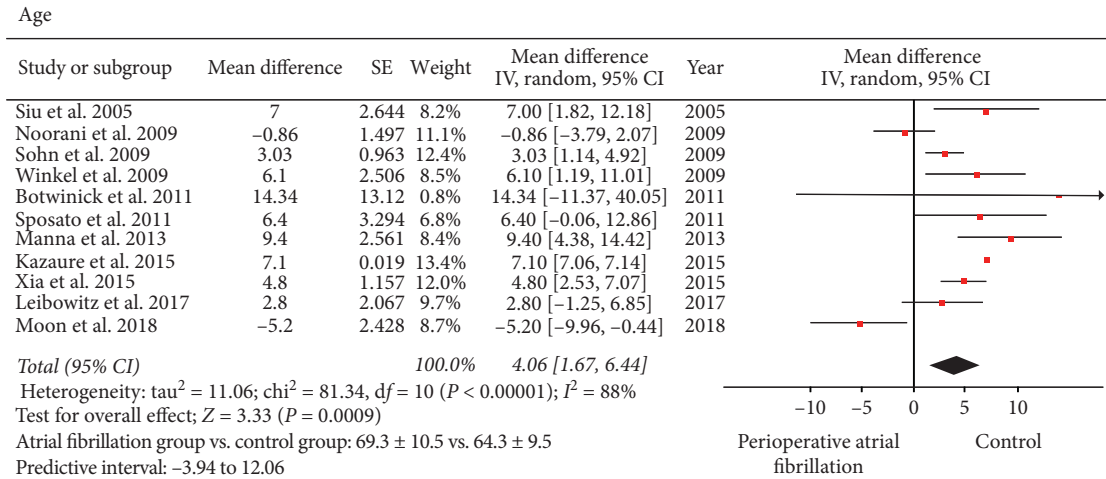 Age
Study or subgroup Mean difference SE Weight Mean difference IV, random, 95% CI Year Mean difference IV, random, 95% CI
Siu et al. 2005 7 2.644 8.2% 7.00 [1.82, 12.18] 2005
Noorani et al. 2009 –0.86 1.497 11.1% –0.86 [–3.79, 2.07] 2009
Sohn et al. 2009 3.03 0.963 12.4% 3.03 [1.14, 4.92] 2009
Winkel et al. 2009 6.1 2.506 8.5% 6.10 [1.19, 11.01] 2009
Botwinick et al. 2011 14.34 13.12 0.8% 14.34 [–11.37, 40.05] 2011
Sposato et al. 2011 6.4 3.294 6.8% 6.40 [–0.06, 12.86] 2011
Manna et al. 2013 9.4 2.561 8.4% 9.40 [4.38, 14.42] 2013
Kazaure et al. 2015 7.1 0.019 13.4% 7.10 [7.06, 7.14] 2015
Xia et al. 2015 4.8 1.157 12.0% 4.80 [2.53, 7.07] 2015
Leibowitz et al. 2017 2.8 2.067 9.7% 2.80 [–1.25, 6.85] 2017
Moon et al. 2018 –5.2 2.428 8.7% –5.20 [–9.96, –0.44] 2018
Total (95% CI) 100.0% 4.06 [1.67, 6.44]
Heterogeneity: tau² = 11.06; chi² = 81.34, df = 10 (P < 0.00001); I² = 88%
Test for overall effect; Z = 3.33 (P = 0.0009)
Atrial fibrillation group vs. control group: 69.3 ± 10.5 vs. 64.3 ± 9.5
Predictive interval: –3.94 to 12.06
–10 –5 0 5 10
Perioperative atrial fibrillation Control